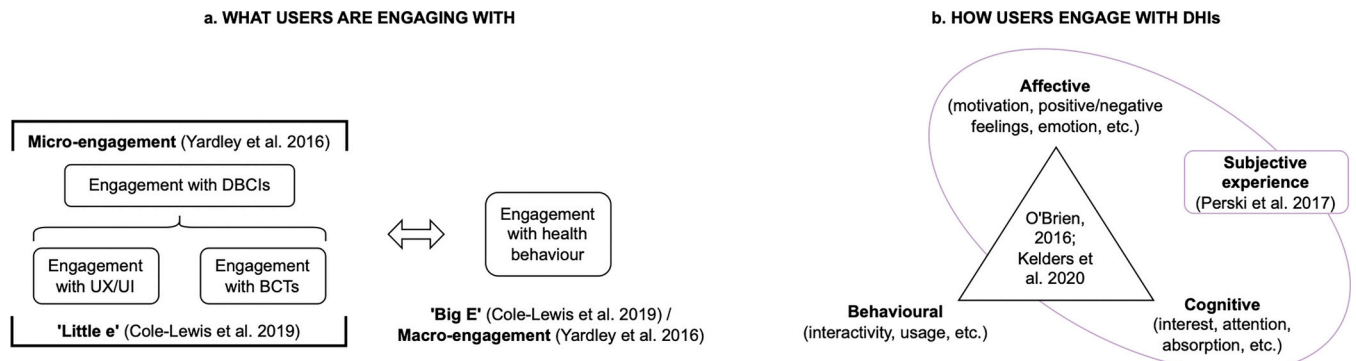 a. WHAT USERS ARE ENGAGING WITH
Micro-engagement (Yardley et al. 2016)
Engagement with DBCIs
Engagement
with UX/UI
Engagement
with BCTs
'Little e' (Cole-Lewis et al. 2019)
Engagement
with health
behaviour
'Big E' (Cole-Lewis et al. 2019) /
Macro-engagement (Yardley et al. 2016)
b. HOW USERS ENGAGE WITH DHIs
Affective
(motivation, positive/negative
feelings, emotion, etc.)
Subjective
experience
(Perski et al. 2017)
O'Brien,
2016;
Kelders et
al. 2020
Behavioural
(interactivity, usage, etc.)
Cognitive
(interest, attention,
absorption, etc.)